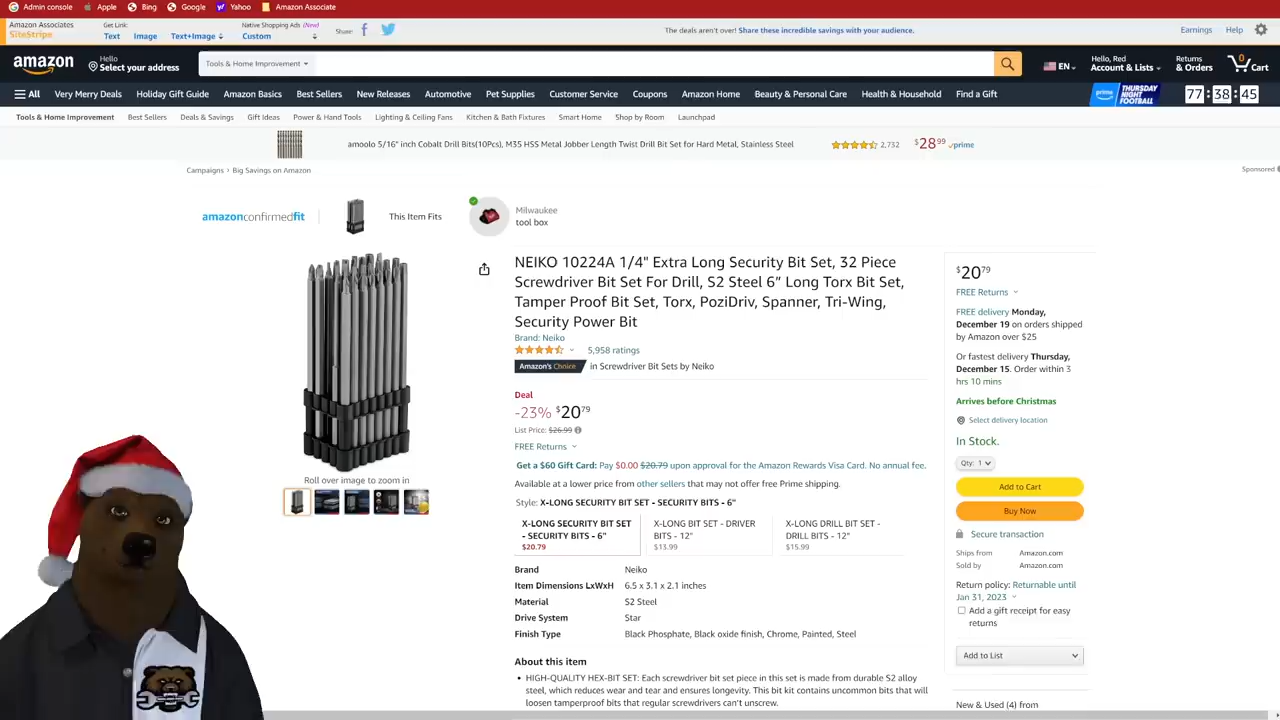 Admin console
Apple
Bing
Google
Yahoo
Amazon Associate
Amazon Associates
SiteStripe
Get Link:
Text
Image
Text+Image
Native Shopping Ads (New)
Custom
Share:
The deals aren't over! Share these incredible savings with your audience.
Earnings
Help
amazon
Hello
Select your address
Tools & Home Improvement
EN
Hello, Red
Account & Lists
Returns
& Orders
0
Cart
All
Very Merry Deals
Holiday Gift Guide
Amazon Basics
Best Sellers
New Releases
Automotive
Pet Supplies
Customer Service
Coupons
Amazon Home
Beauty & Personal Care
Health & Household
Find a Gift
prime
THURSDAY
NIGHT
FOOTBALL
77:38:45
Tools & Home Improvement
Best Sellers
Deals & Savings
Gift Ideas
Power & Hand Tools
Lighting & Ceiling Fans
Kitchen & Bath Fixtures
Smart Home
Shop by Room
Launchpad
amoolo 5/16" inch Cobalt Drill Bits(10Pcs), M35 HSS Metal Jobber Length Twist Drill Bit Set for Hard Metal, Stainless Steel
2,732
$28⁹⁹
prime
Campaigns › Big Savings on Amazon
Sponsored
amazonconfirmedfit
This Item Fits
Milwaukee
tool box
NEIKO 10224A 1/4" Extra Long Security Bit Set, 32 Piece
Screwdriver Bit Set For Drill, S2 Steel 6” Long Torx Bit Set,
Tamper Proof Bit Set, Torx, PoziDriv, Spanner, Tri-Wing,
Security Power Bit
Brand: Neiko
5,958 ratings
Amazon's Choice
in Screwdriver Bit Sets by Neiko
Deal
-23% $20⁷⁹
List Price: $26.99
FREE Returns
Get a $60 Gift Card: Pay $0.00 $20.79 upon approval for the Amazon Rewards Visa Card. No annual fee.
Available at a lower price from other sellers that may not offer free Prime shipping.
Style: X-LONG SECURITY BIT SET - SECURITY BITS - 6"
X-LONG SECURITY BIT SET
- SECURITY BITS - 6"
$20.79
X-LONG BIT SET - DRIVER
BITS - 12"
$13.99
X-LONG DRILL BIT SET -
DRILL BITS - 12"
$15.99
Brand Neiko
Item Dimensions LxWxH 6.5 x 3.1 x 2.1 inches
Material S2 Steel
Drive System Star
Finish Type Black Phosphate, Black oxide finish, Chrome, Painted, Steel
About this item
• HIGH-QUALITY HEX-BIT SET: Each screwdriver bit set piece in this set is made from durable S2 alloy
steel, which reduces wear and tear and ensures longevity. This bit kit contains uncommon bits that will
loosen tamperproof bits that regular screwdrivers can't unscrew.
Roll over image to zoom in
$20⁷⁹
FREE Returns
FREE delivery Monday,
December 19 on orders shipped
by Amazon over $25
Or fastest delivery Thursday,
December 15. Order within 3
hrs 10 mins
Arrives before Christmas
Select delivery location
In Stock.
Qty: 1
Add to Cart
Buy Now
Secure transaction
Ships from Amazon.com
Sold by Amazon.com
Return policy: Returnable until
Jan 31, 2023
Add a gift receipt for easy
returns
Add to List
New & Used (4) from